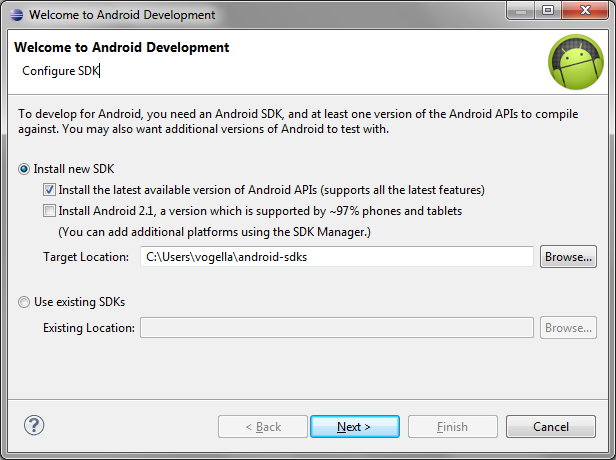 Welcome to Android Development
Welcome to Android Development
Configure SDK
To develop for Android, you need an Android SDK, and at least one version of the Android APIs to compile
against. You may also want additional versions of Android to test with.
Install new SDK
Install the latest available version of Android APIs (supports all the latest features)
Install Android 2.1, a version which is supported by ~97% phones and tablets
(You can add additional platforms using the SDK Manager.)
Target Location: C:\Users\vogella\android-sdks Browse...
Use existing SDKs
Existing Location: Browse...
? < Back Next > Finish Cancel